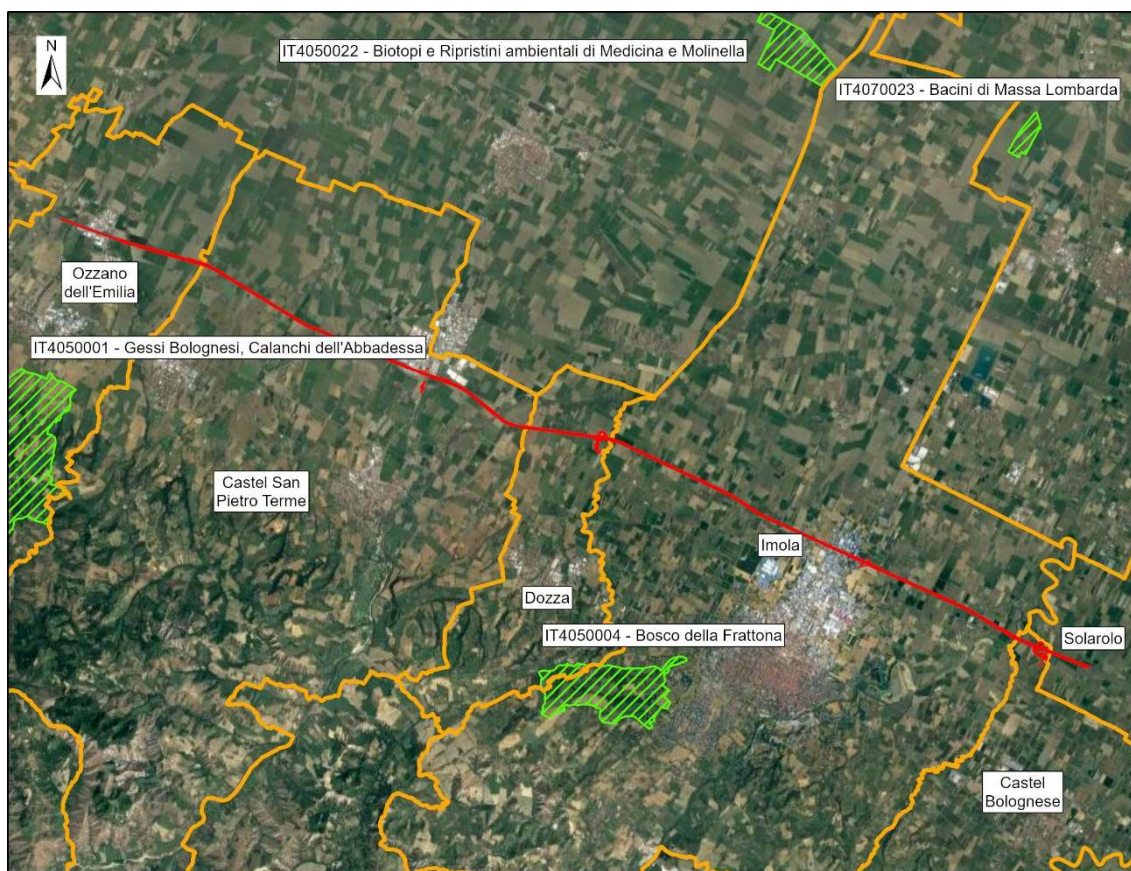 N
IT4050022 - Biotopi e Ripristini ambientali di Medicina e Molinella
IT4070023 - Bacini di Massa Lombarda
Ozzano
dell'Emilia
IT4050001 - Gessi Bolognesi, Calanchi dell'Abbadessa
Castel San
Pietro Terme
Imola
Dozza
IT4050004 - Bosco della Frattona
Solarolo
Castel
Bolognese